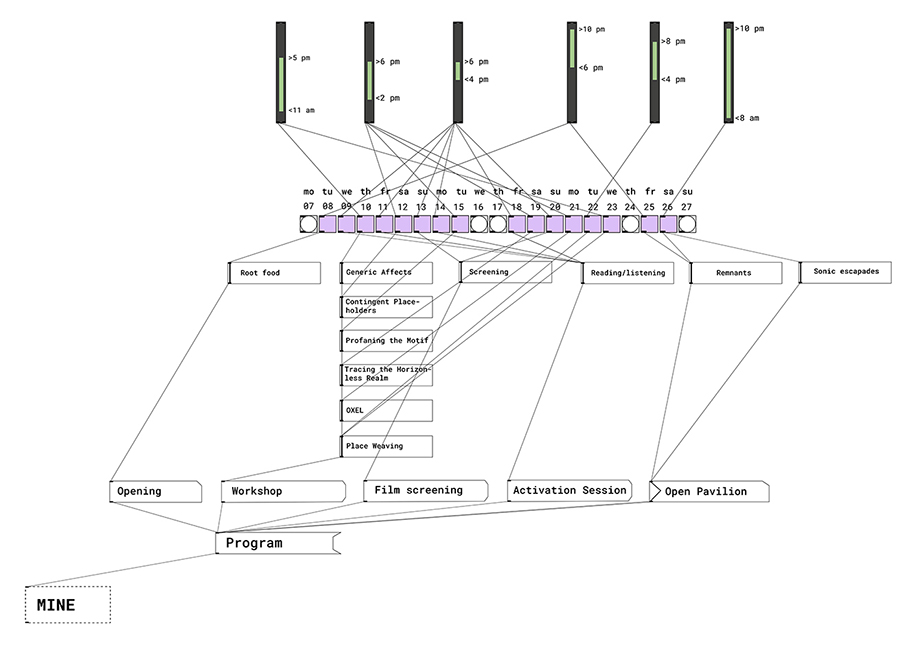 >5 pm
<11 am
>6 pm
<2 pm
>6 pm
<4 pm
>10 pm
<6 pm
>8 pm
<4 pm
>10 pm
<8 am
mo tu we th fr sa su mo tu we th fr sa su mo tu we th fr sa su
07 08 09 10 11 12 13 14 15 16 17 18 19 20 21 22 23 24 25 26 27
Root food
Generic Affects
Screening
Reading/listening
Remnants
Sonic escapades
Contingent Place-
holders
Profaning the Motif
Tracing the Horizon-
less Realm
OXEL
Place Weaving
Opening
Workshop
Film screening
Activation Session
Open Pavilion
Program
MINE